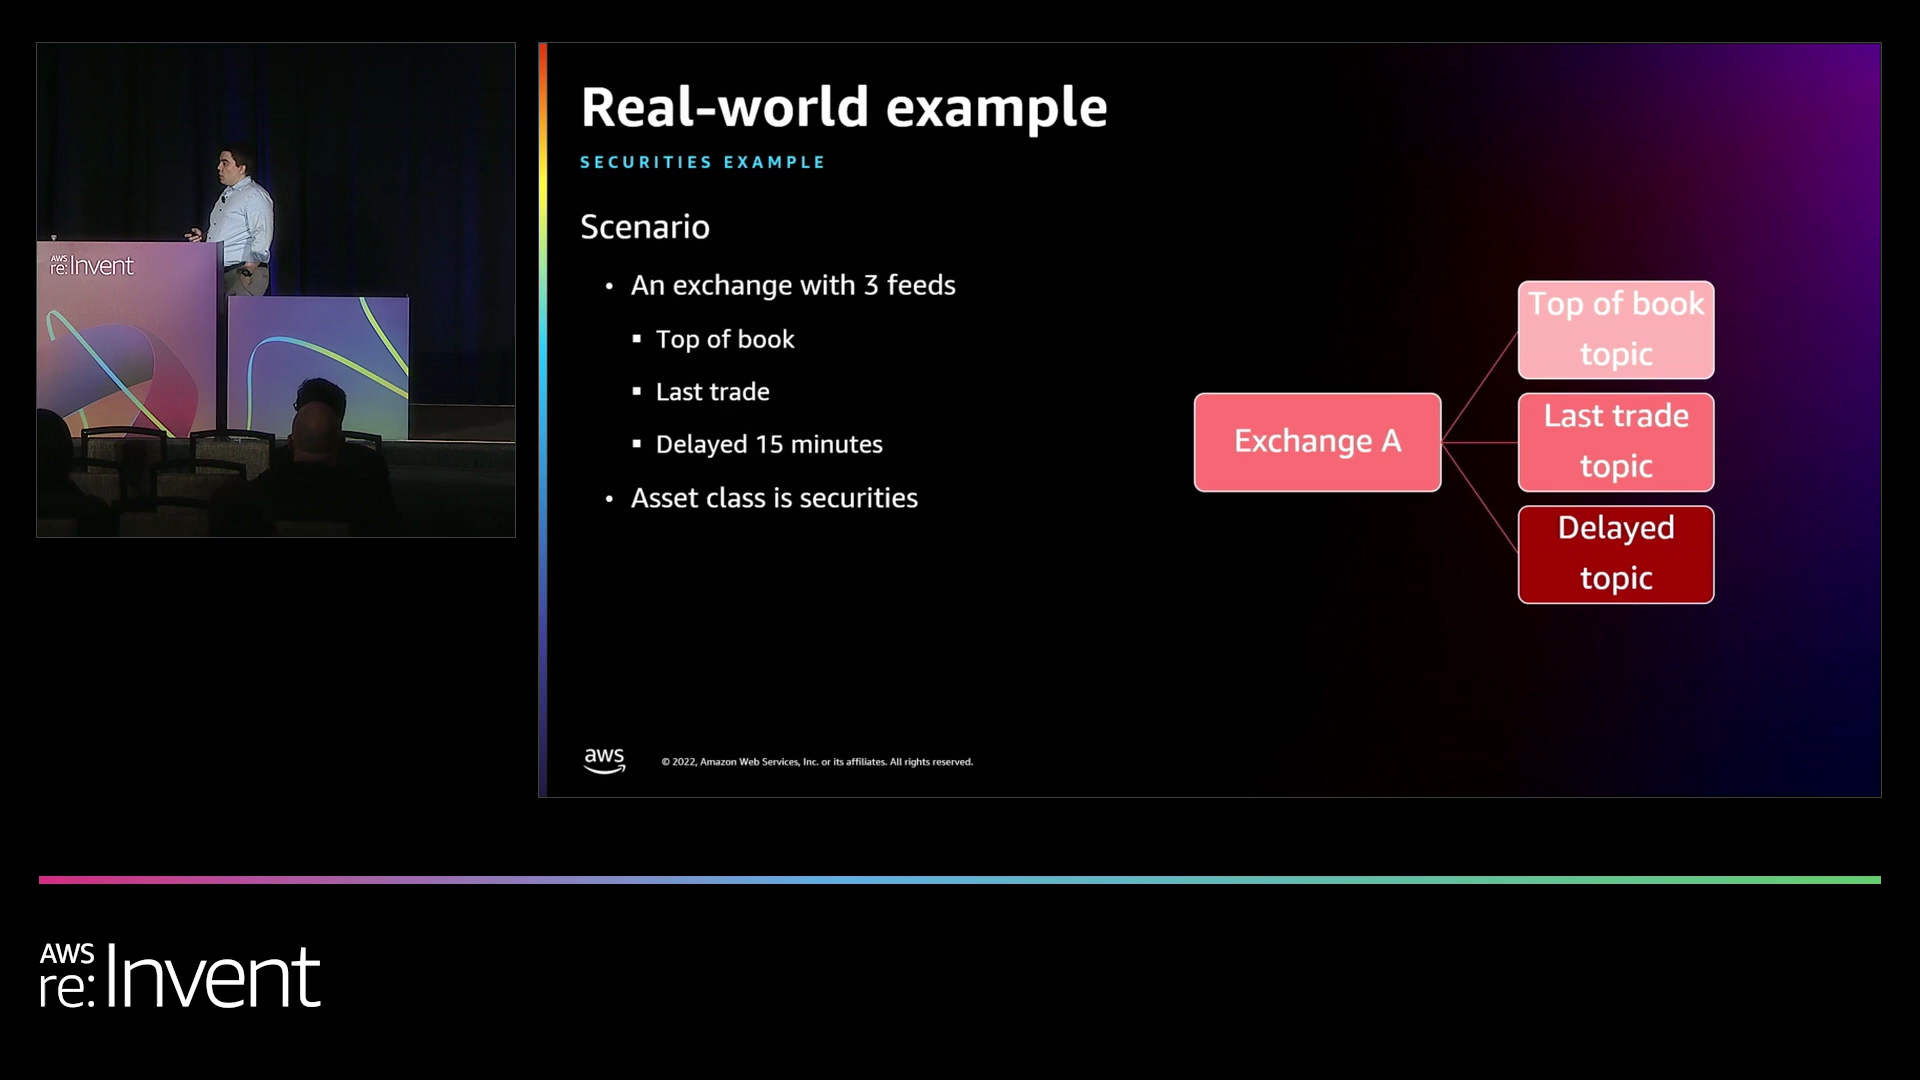 AWS
re:Invent
Real-world example
SECURITIES EXAMPLE
Scenario
• An exchange with 3 feeds
▪ Top of book
▪ Last trade
▪ Delayed 15 minutes
• Asset class is securities
Exchange A
Top of book
topic
Last trade
topic
Delayed
topic
aws
© 2022, Amazon Web Services, Inc. or its affiliates. All rights reserved.
AWS
re:Invent